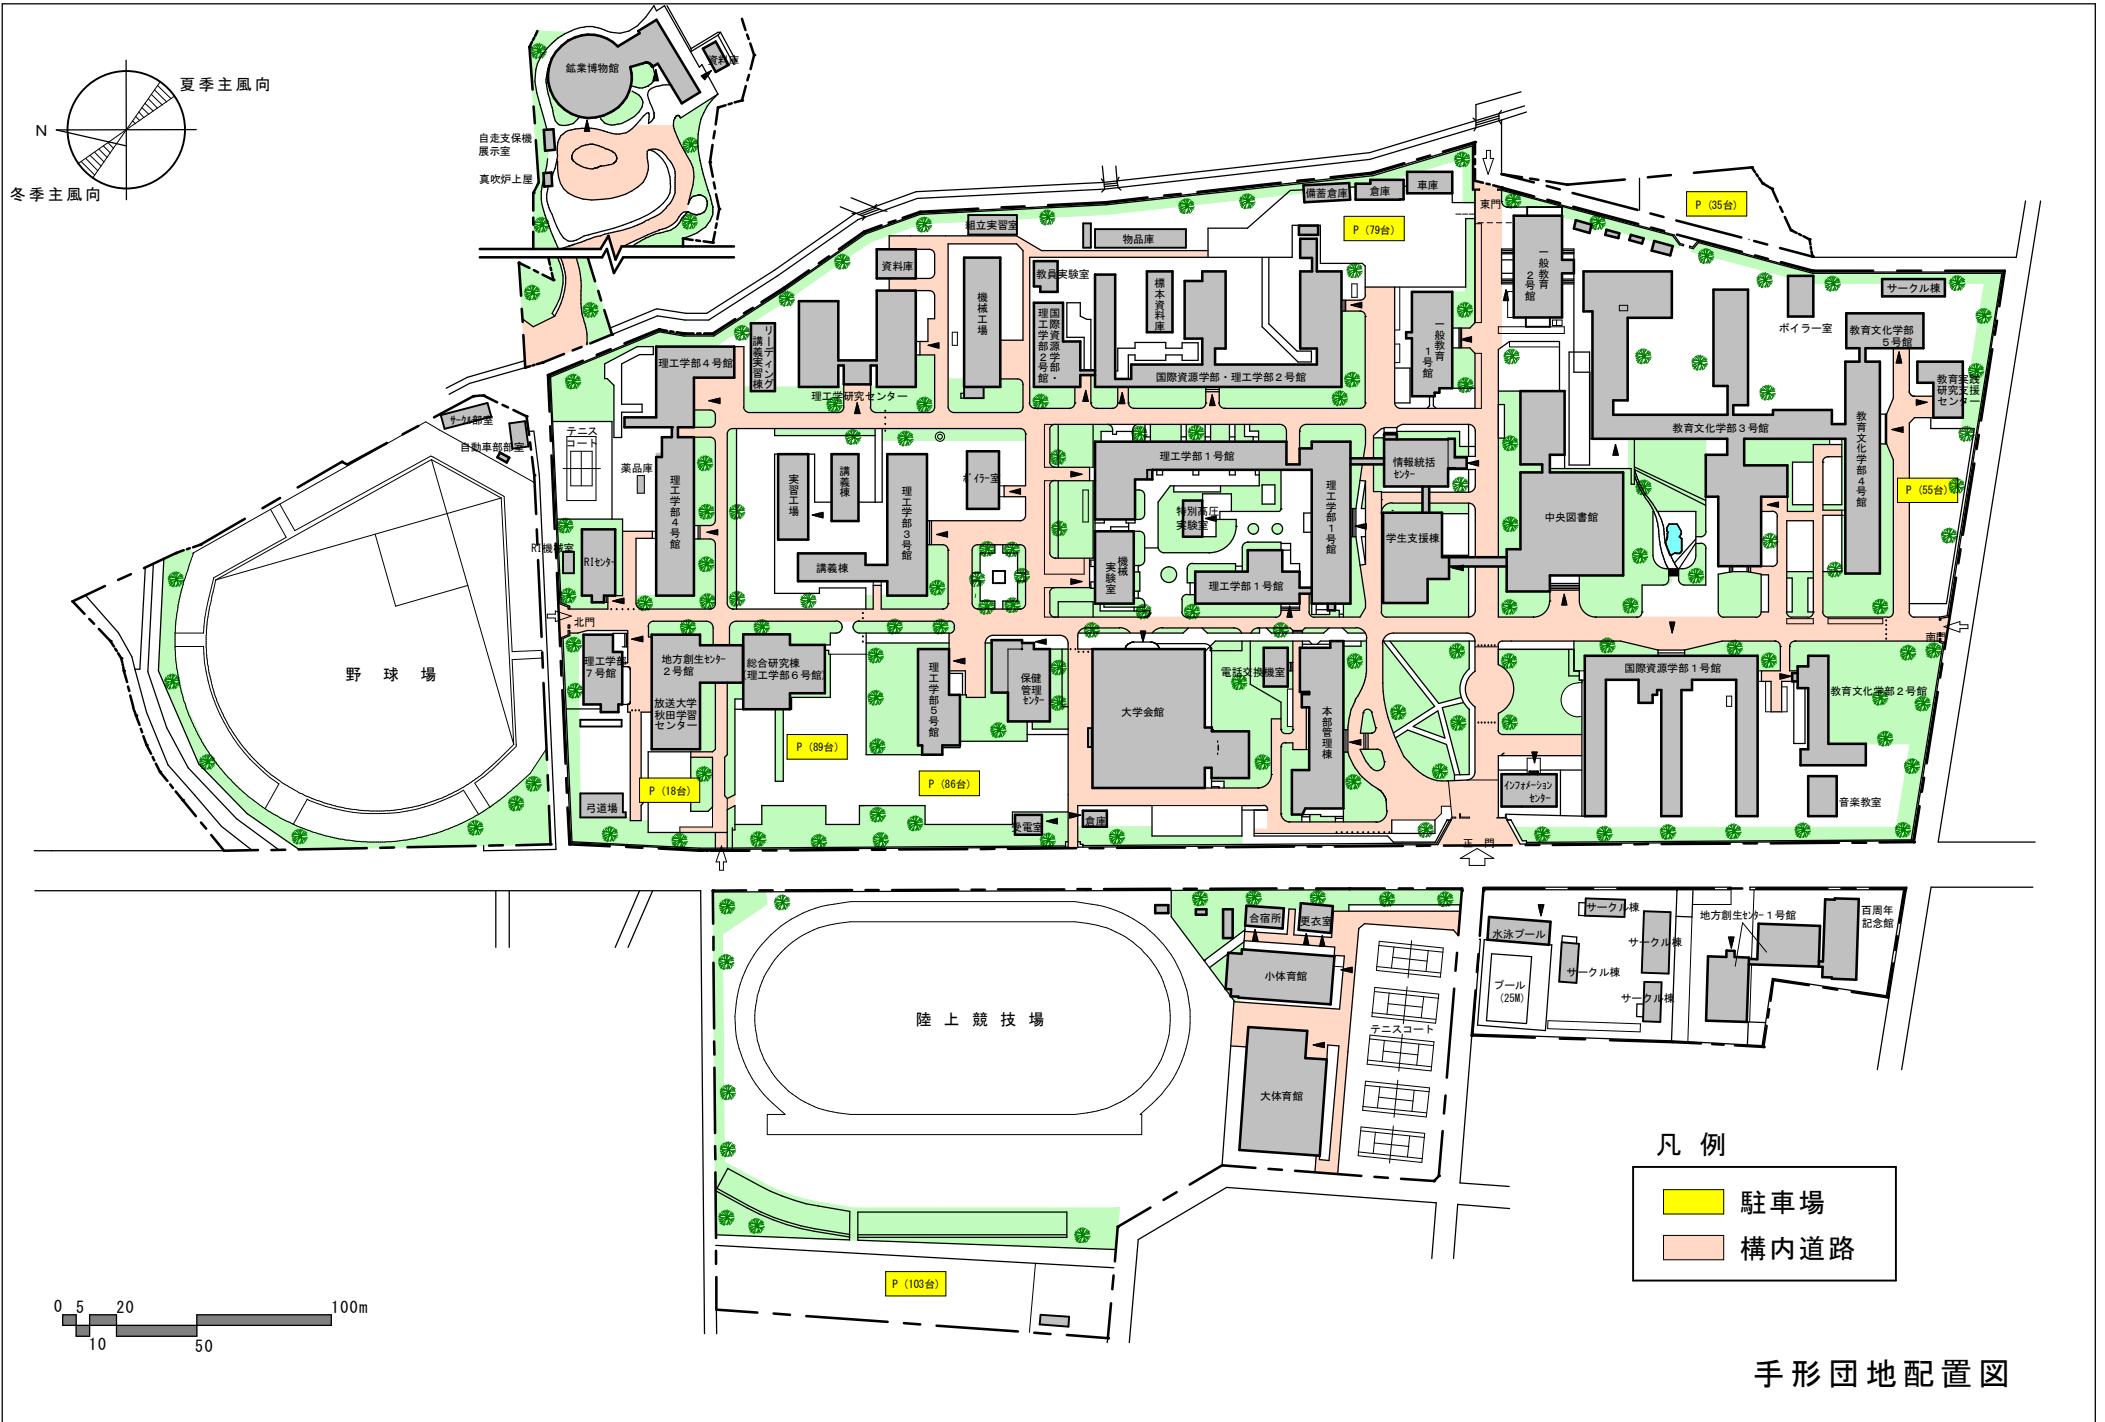 夏季主風向
N
冬季主風向
鉱業博物館
資料庫
自走支保機
展示室
真吹炉上屋
備蓄倉庫
倉庫
車庫
東門
P (35台)
P (79台)
組立実習室
物品庫
資料庫
教員実験室
機械工場
標本資料庫
国際資源学部・
理工学部2号館
国際資源学部・理工学部2号館
一般教育
1号館
一般教育
2号館
サークル棟
ボイラー室
教育文化学部
5号館
教育実践
研究支援
センター
教育文化学部3号館
教育文化学部4号館
P (55台)
リーディング
講義実習棟
理工学部4号館
理工学研究センター
サークル部室
自動車部部室
テニス
コート
薬品庫
理工学部4号館
実習工場
講義棟
理工学部3号館
ボイラー室
講義棟
理工学部1号館
特別高圧
実験室
理工学部1号館
機械
実験室
理工学部1号館
情報統括
センター
学生支援棟
中央図書館
RI機械室
RIセンター
北門
南門
野球場
理工学部
7号館
地方創生センター
2号館
放送大学
秋田学習
センター
総合研究棟
(理工学部6号館)
理工学部5号館
保健
管理
センター
大学会館
電話交換機室
本部管理棟
国際資源学部1号館
教育文化学部2号館
インフォメーション
センター
音楽教室
P (89台)
P (86台)
P (18台)
弓道場
受電室
倉庫
正門
合宿所
更衣室
小体育館
大体育館
テニスコート
陸上競技場
水泳プール
プール
(25M)
サークル棟
サークル棟
サークル棟
サークル棟
地方創生センター1号館
百周年
記念館
P (103台)
凡例
駐車場
構内道路
0 5 20 100m
10 50
手形団地配置図